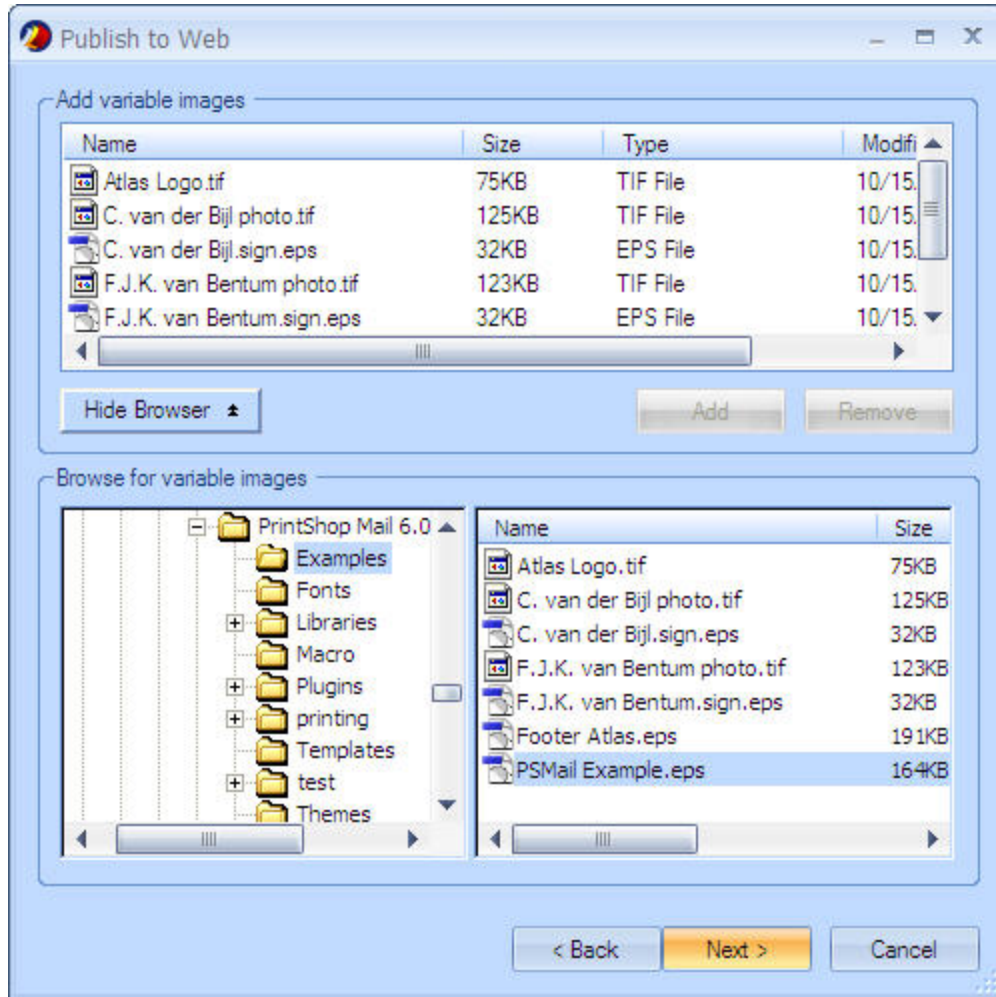 Publish to Web
Add variable images
Name Size Type Modifi
Atlas Logo.tif 75KB TIF File 10/15.
C. van der Bijl photo.tif 125KB TIF File 10/15.
C. van der Bijl.sign.eps 32KB EPS File 10/15.
F.J.K. van Bentum photo.tif 123KB TIF File 10/15.
F.J.K. van Bentum.sign.eps 32KB EPS File 10/15.
Hide Browser Add Remove
Browse for variable images
PrintShop Mail 6.0
Examples
Fonts
Libraries
Macro
Plugins
printing
Templates
test
Themes
Name Size
Atlas Logo.tif 75KB
C. van der Bijl photo.tif 125KB
C. van der Bijl.sign.eps 32KB
F.J.K. van Bentum photo.tif 123KB
F.J.K. van Bentum.sign.eps 32KB
Footer Atlas.eps 191KB
PSMail Example.eps 164KB
< Back Next > Cancel